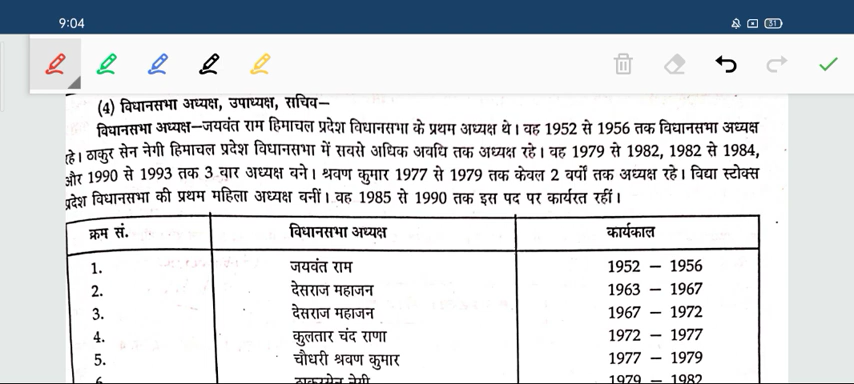 9:04
31
(4) विधानसभा अध्यक्ष, उपाध्यक्ष, सचिव—
विधानसभा अध्यक्ष—जयवंत राम हिमाचल प्रदेश विधानसभा के प्रथम अध्यक्ष थे। वह 1952 से 1956 तक विधानसभा अध्यक्ष
रहे। ठाकुर सेन नेगी हिमाचल प्रदेश विधानसभा में सबसे अधिक अवधि तक अध्यक्ष रहे। वह 1979 से 1982, 1982 से 1984,
और 1990 से 1993 तक 3 बार अध्यक्ष बने। श्रवण कुमार 1977 से 1979 तक केवल 2 वर्षों तक अध्यक्ष रहे। विद्या स्टोक्स
प्रदेश विधानसभा की प्रथम महिला अध्यक्ष बनीं। वह 1985 से 1990 तक इस पद पर कार्यरत रहीं।
क्रम सं. विधानसभा अध्यक्ष कार्यकाल
1. जयवंत राम 1952 – 1956
2. देसराज महाजन 1963 – 1967
3. देसराज महाजन 1967 – 1972
4. कुलतार चंद राणा 1972 – 1977
5. चौधरी श्रवण कुमार 1977 – 1979
6. ठाकुरसेन नेगी 1979 – 1982